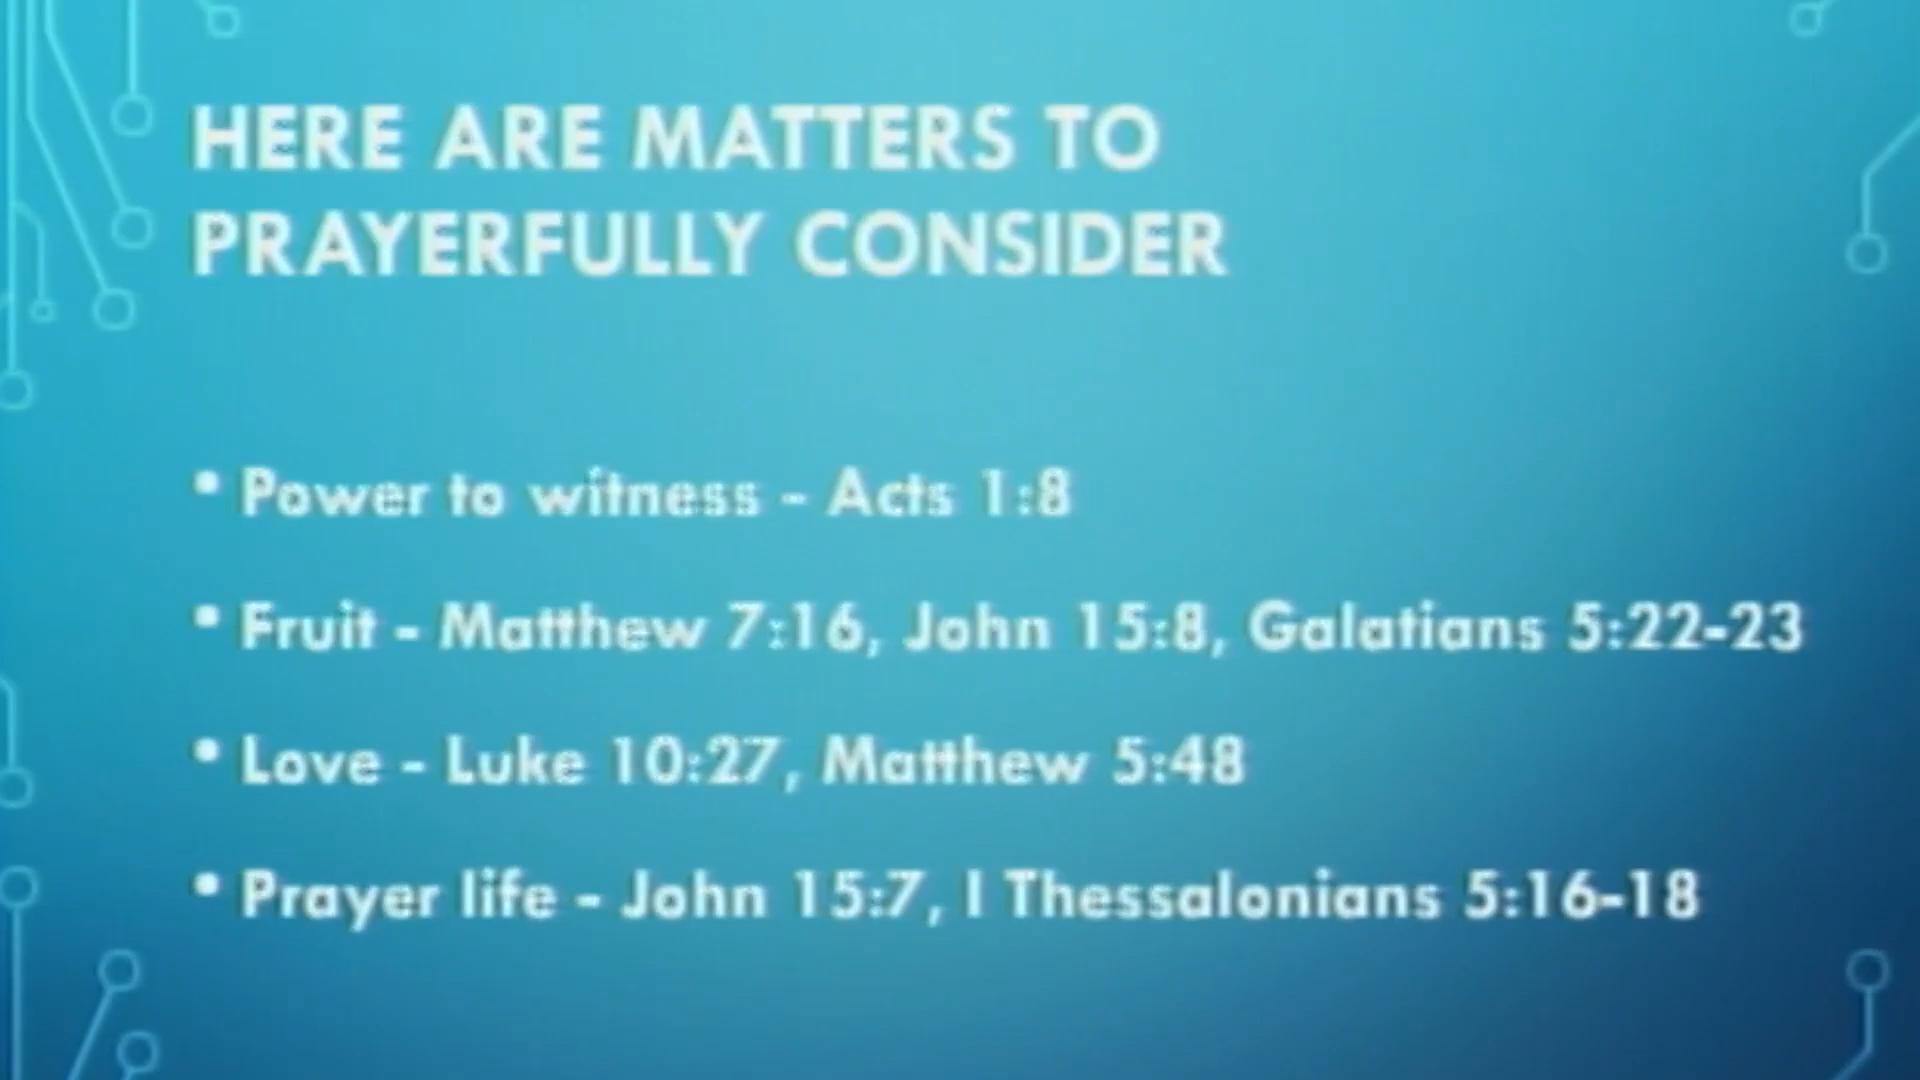 HERE ARE MATTERS TO
PRAYERFULLY CONSIDER
• Power to witness - Acts 1:8
• Fruit - Matthew 7:16, John 15:8, Galatians 5:22-23
• Love - Luke 10:27, Matthew 5:48
• Prayer life - John 15:7, I Thessalonians 5:16-18